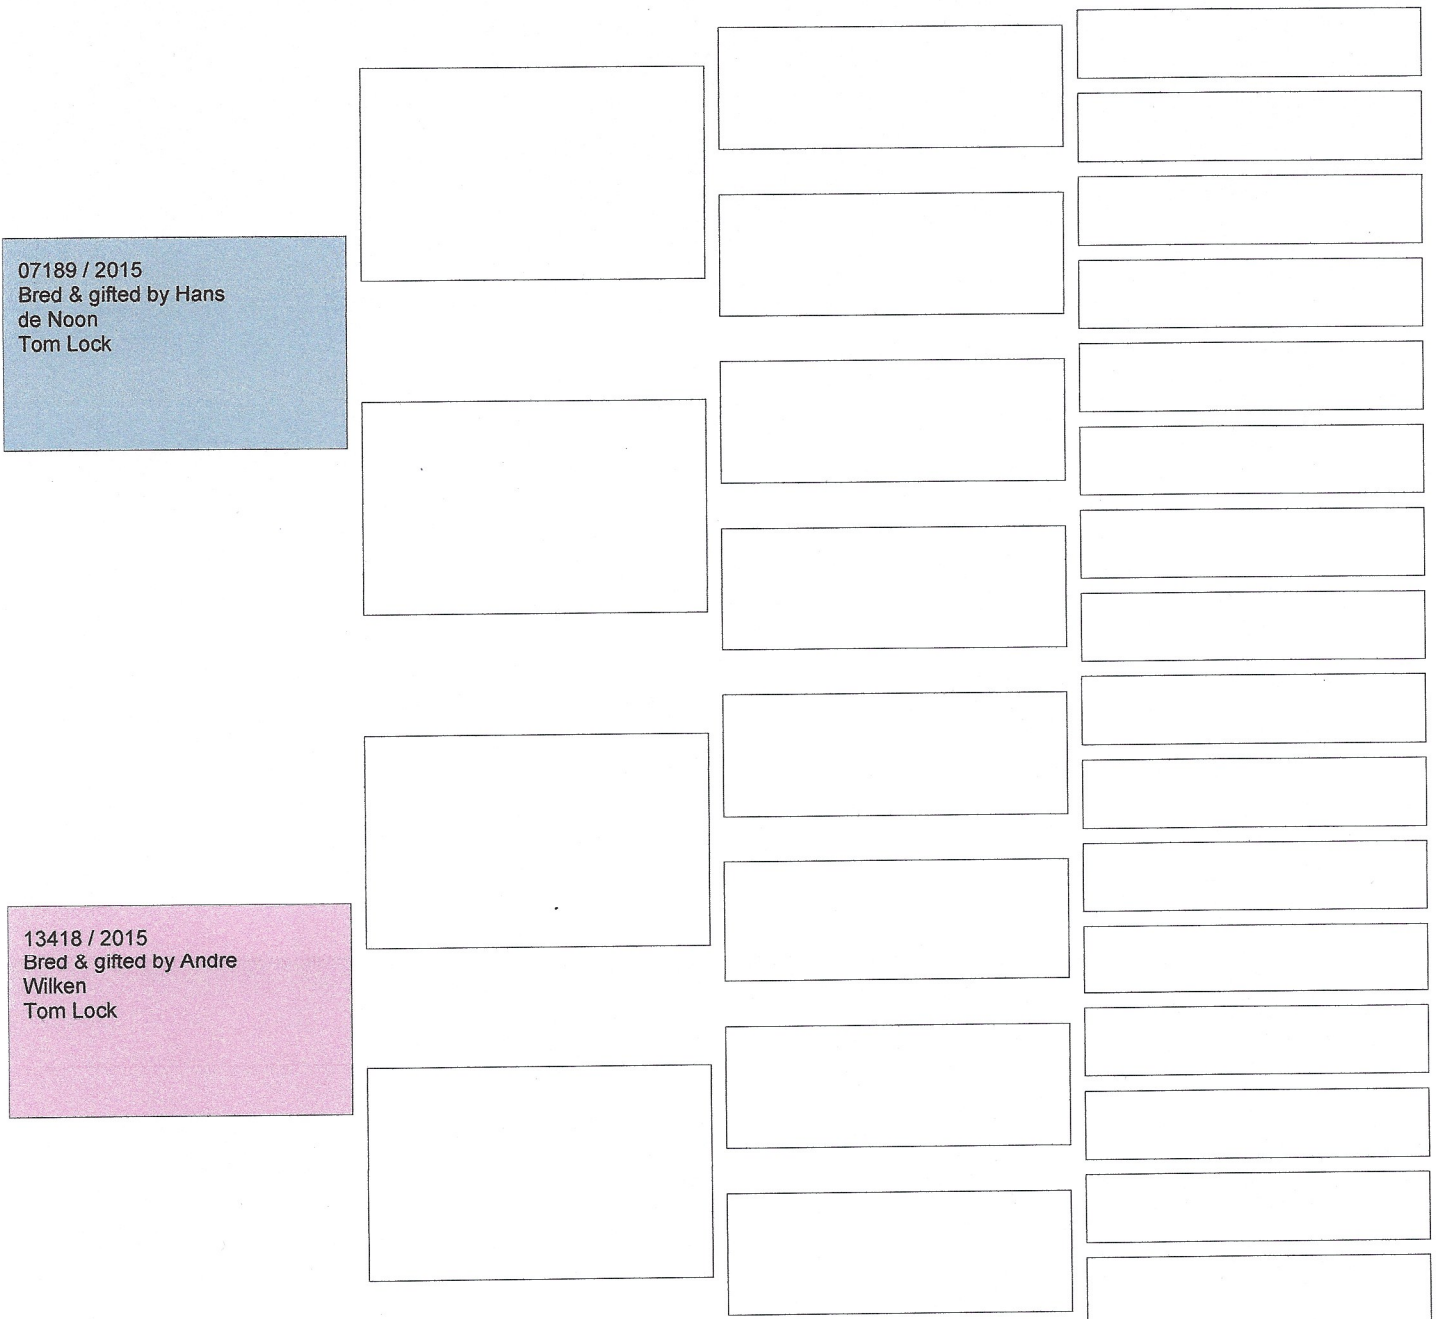 07189 / 2015
Bred & gifted by Hans
de Noon
Tom Lock
13418 / 2015
Bred & gifted by Andre
Wilken
Tom Lock